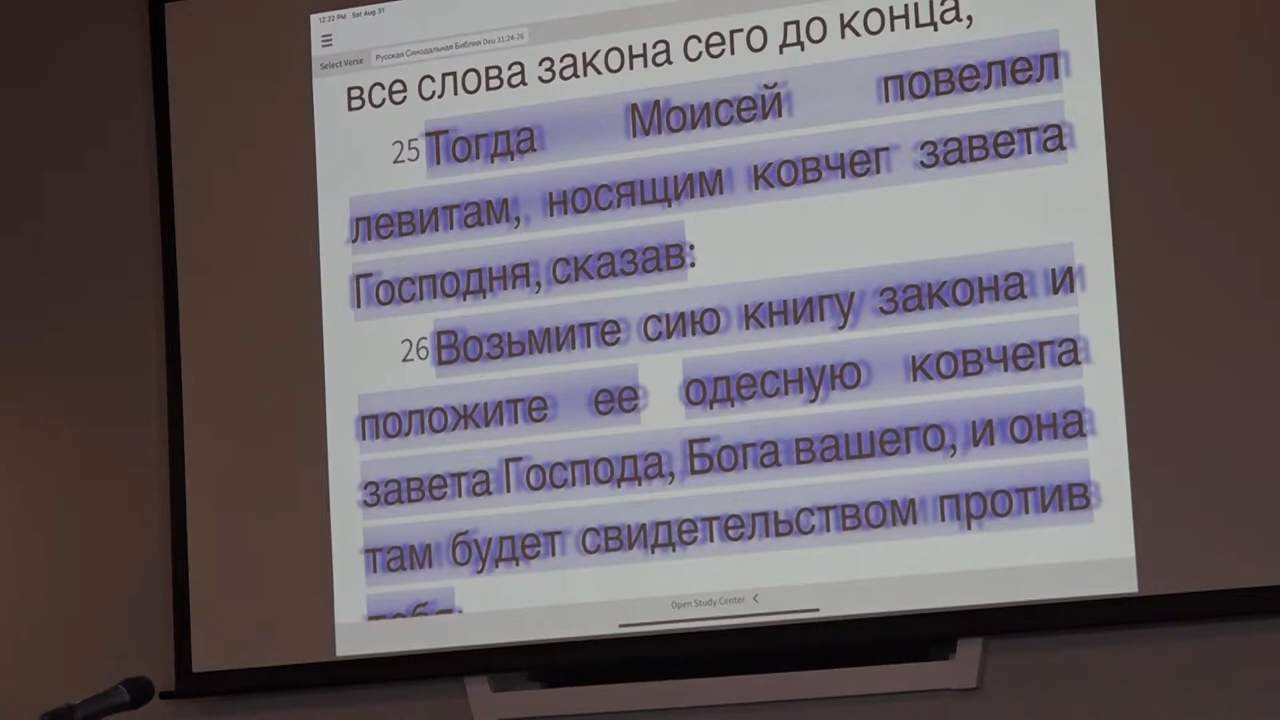 12:22 PM Sat Aug 31
Select Verse Русская Синодальная Библия Deu 31:24-26
все слова закона сего до конца,
25 Тогда Моисей повелел
левитам, носящим ковчег завета
Господня, сказав:
26 Возьмите сию книгу закона и
положите ее одесную ковчега
завета Господа, Бога вашего, и она
там будет свидетельством против
тебя;
Open Study Center